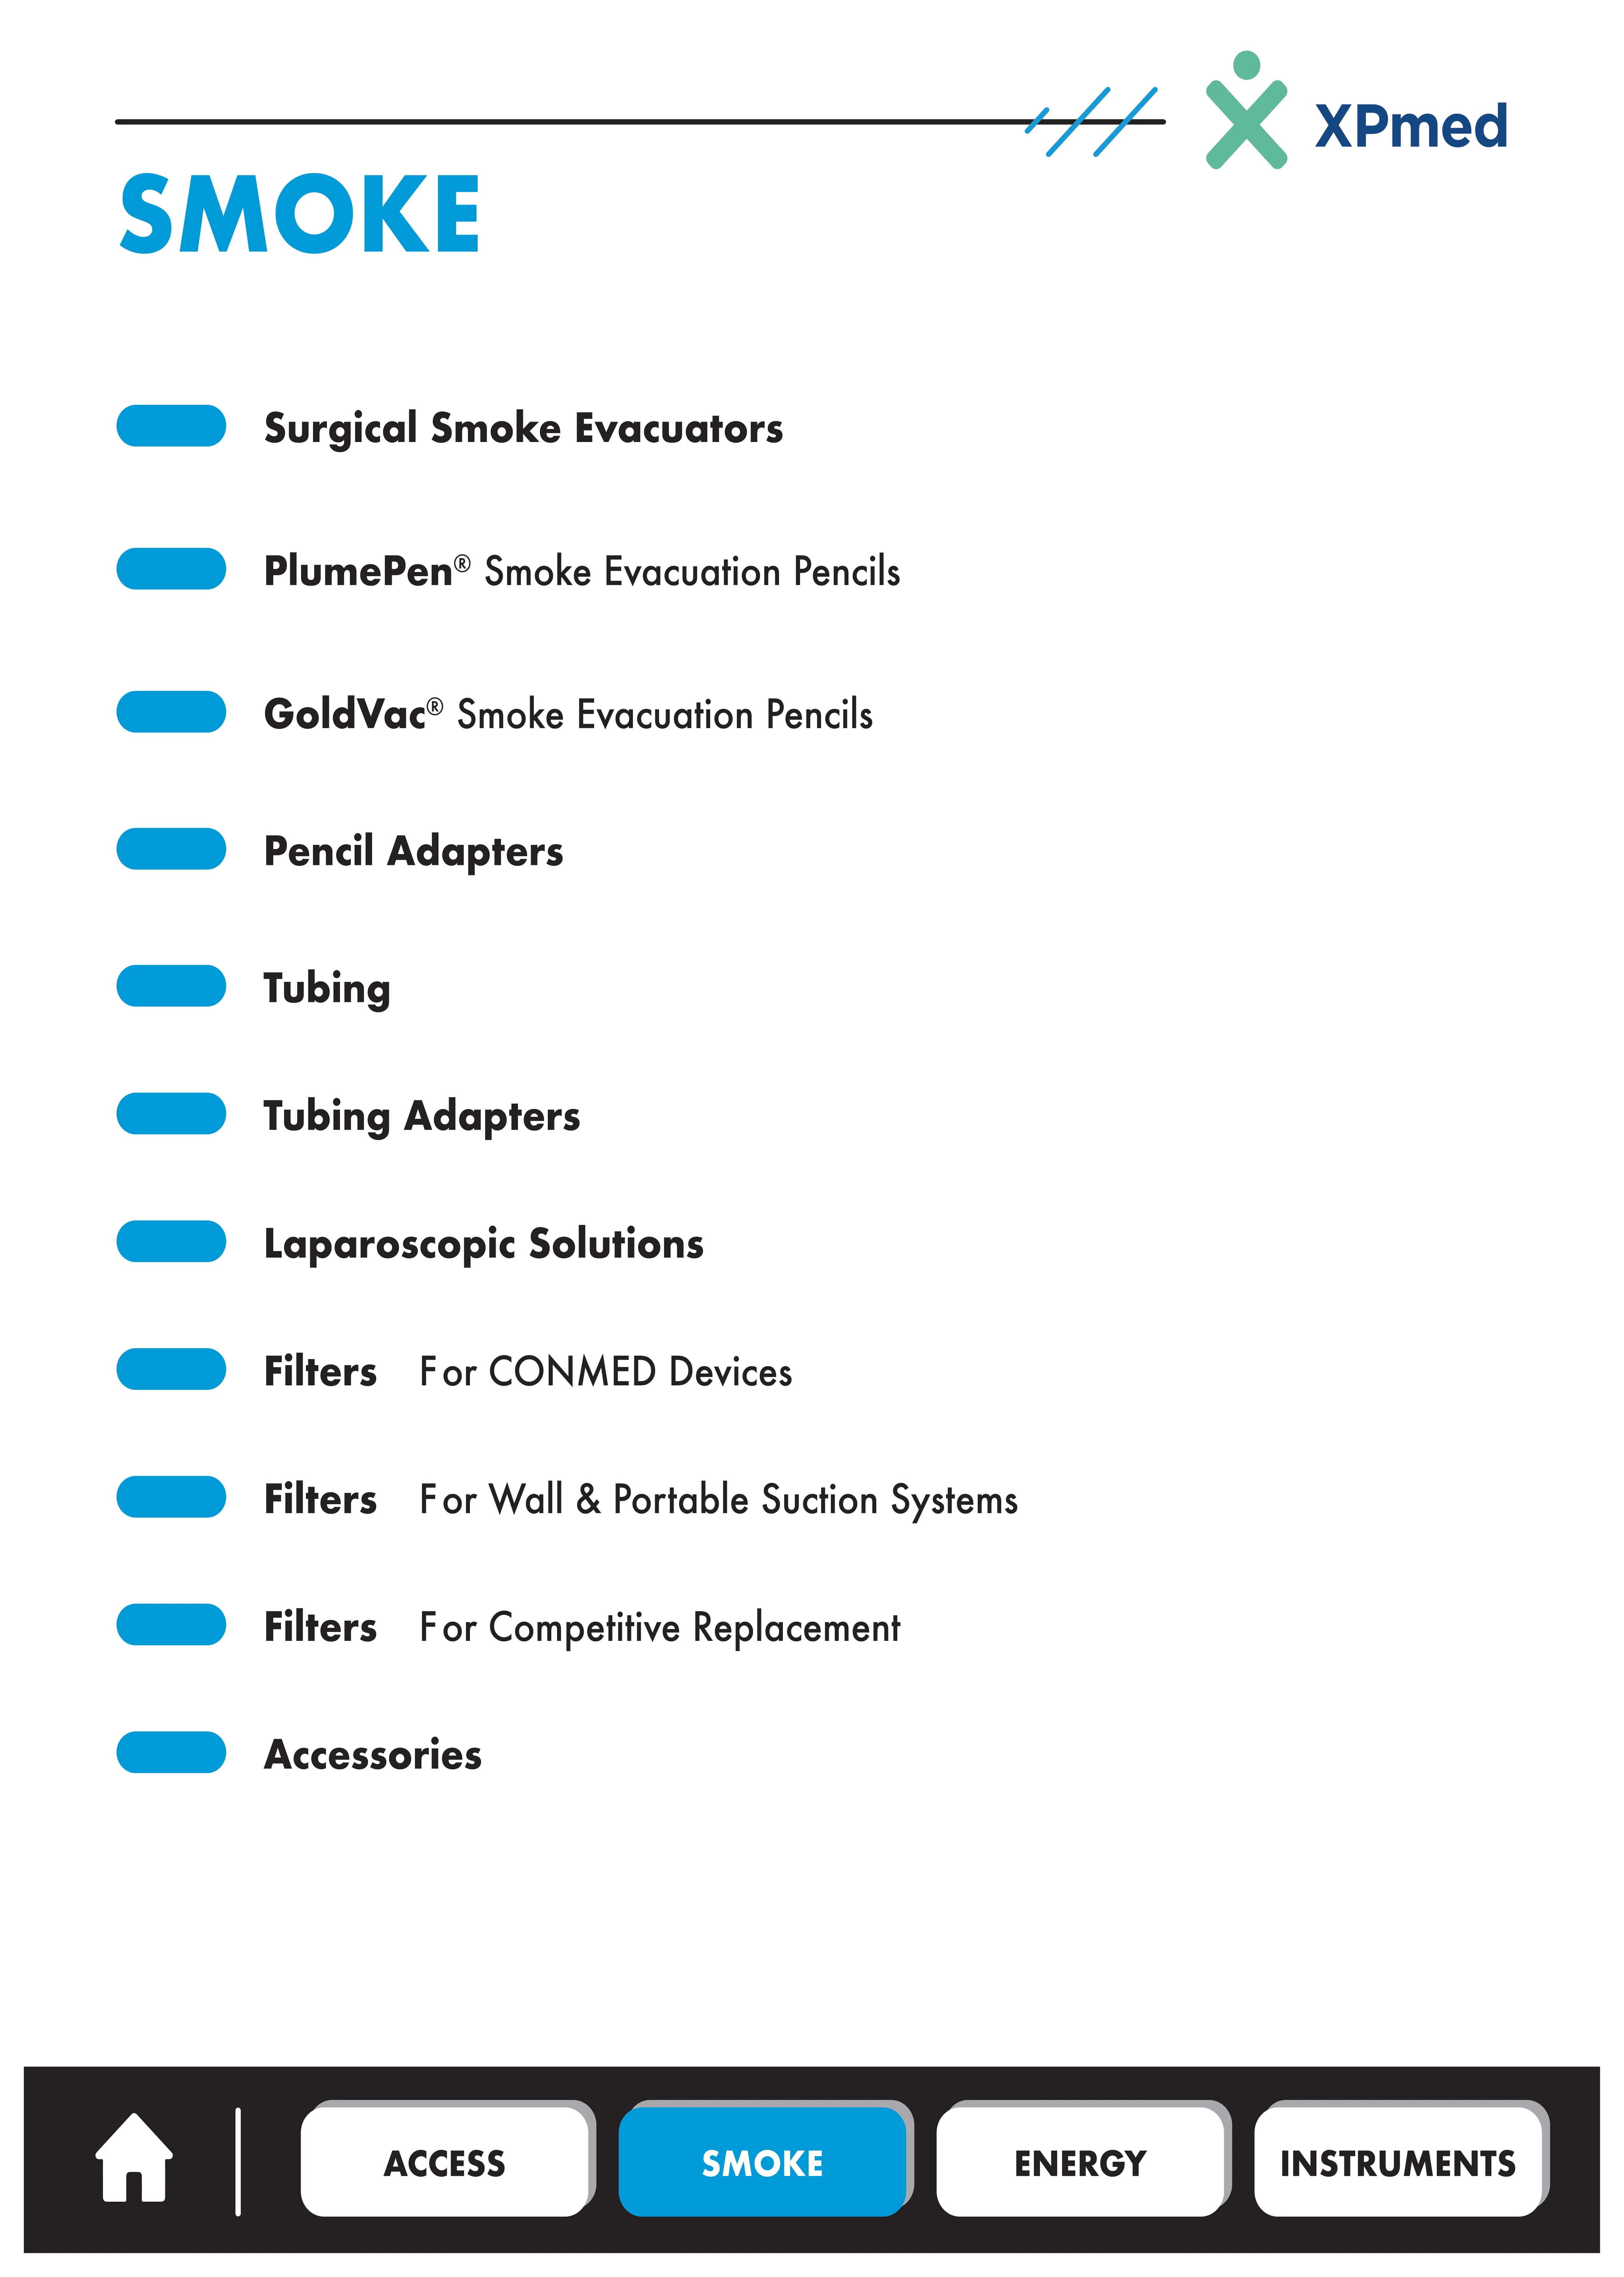 XPmed
SMOKE
Surgical Smoke Evacuators
PlumePen® Smoke Evacuation Pencils
GoldVac® Smoke Evacuation Pencils
Pencil Adapters
Tubing
Tubing Adapters
Laparoscopic Solutions
Filters For CONMED Devices
Filters For Wall & Portable Suction Systems
Filters For Competitive Replacement
Accessories
ACCESS SMOKE ENERGY INSTRUMENTS